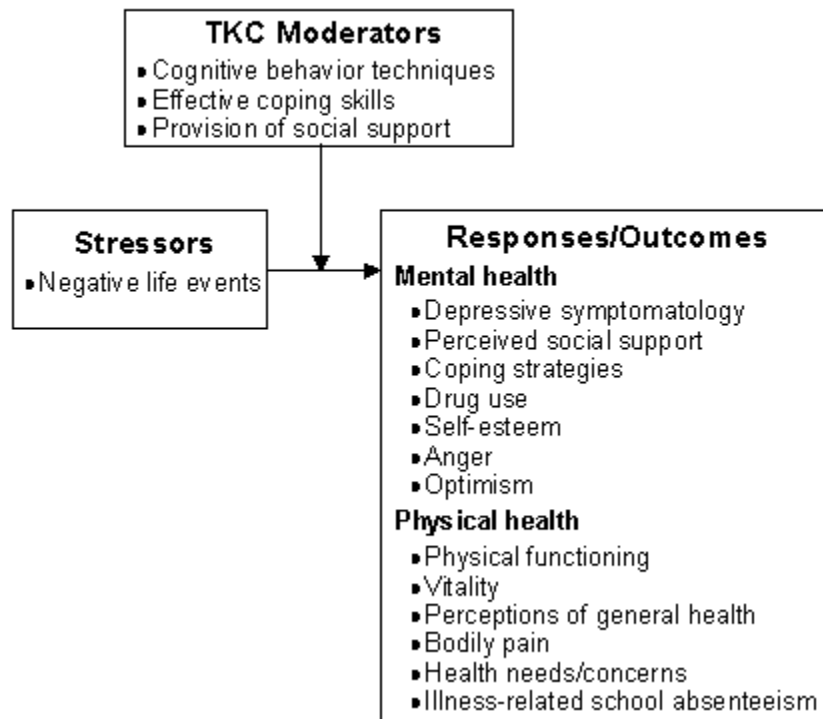 TKC Moderators
• Cognitive behavior techniques
• Effective coping skills
• Provision of social support
Stressors
• Negative life events
Responses/Outcomes
Mental health
• Depressive symptomatology
• Perceived social support
• Coping strategies
• Drug use
• Self-esteem
• Anger
• Optimism
Physical health
• Physical functioning
• Vitality
• Perceptions of general health
• Bodily pain
• Health needs/concerns
• Illness-related school absenteeism